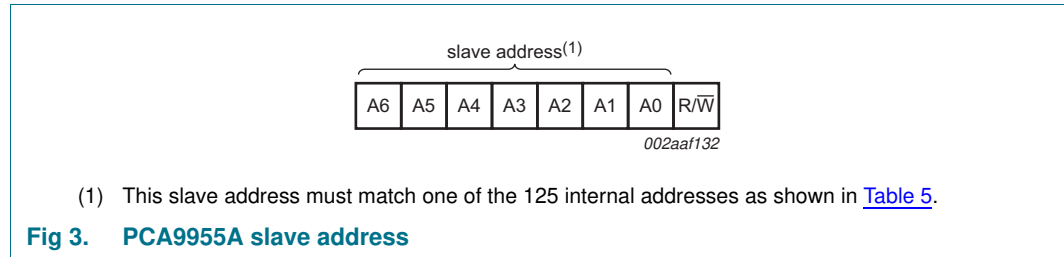 slave address(1)
A6 A5 A4 A3 A2 A1 A0 R/W̅
002aaf132
(1) This slave address must match one of the 125 internal addresses as shown in Table 5.
Fig 3. PCA9955A slave address